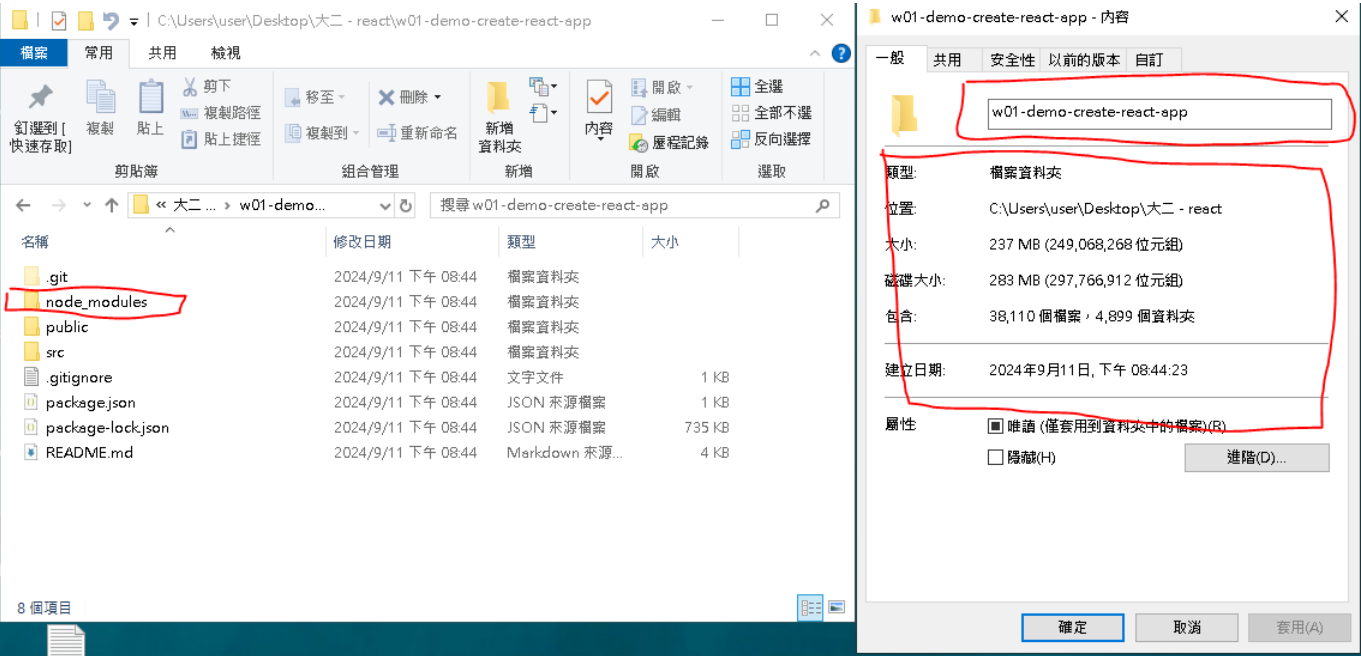 C:\Users\user\Desktop\大二 - react\w01-demo-create-react-app
檔案 常用 共用 檢視
釘選到 [快速存取]
複製
貼上
剪下
複製路徑
貼上捷徑
剪貼簿
移至
複製到
刪除
重新命名
組合管理
新增資料夾
新增
內容
開啟
編輯
歷程記錄
開啟
全選
全部不選
反向選擇
選取
« 大二 ... › w01-demo...
搜尋 w01-demo-create-react-app
名稱 修改日期 類型 大小
.git 2024/9/11 下午 08:44 檔案資料夾
node_modules 2024/9/11 下午 08:44 檔案資料夾
public 2024/9/11 下午 08:44 檔案資料夾
src 2024/9/11 下午 08:44 檔案資料夾
.gitignore 2024/9/11 下午 08:44 文字文件 1 KB
package.json 2024/9/11 下午 08:44 JSON 來源檔案 1 KB
package-lock.json 2024/9/11 下午 08:44 JSON 來源檔案 735 KB
README.md 2024/9/11 下午 08:44 Markdown 來源... 4 KB
8 個項目
w01-demo-create-react-app - 內容
一般 共用 安全性 以前的版本 自訂
w01-demo-create-react-app
類型: 檔案資料夾
位置: C:\Users\user\Desktop\大二 - react
大小: 237 MB (249,068,268 位元組)
磁碟大小: 283 MB (297,766,912 位元組)
包含: 38,110 個檔案，4,899 個資料夾
建立日期: 2024年9月11日, 下午 08:44:23
屬性 唯讀 (僅套用到資料夾中的檔案)(R)
隱藏(H) 進階(D)...
確定 取消 套用(A)